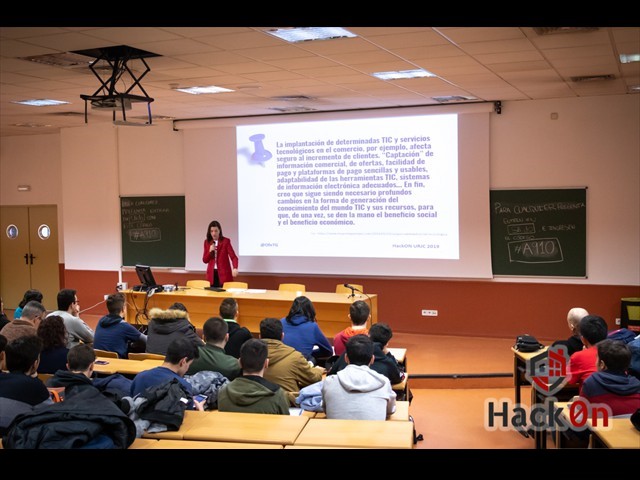 La implantación de determinadas TIC y servicios
tecnológicos en el comercio, por ejemplo, afecta
seguro al incremento de clientes. "Captación" de
información comercial, de ofertas, facilidad de
pago y plataformas de pago sencillas y usables,
adaptabilidad de las herramientas TIC, sistemas
de información electrónica adecuados... En fin,
creo que sigue siendo necesario profundos
cambios en la forma de generación del
conocimiento del mundo TIC y sus recursos, para
que, de una vez, se den la mano el beneficio social
y el beneficio económico.
HackOn URJC 2019
PARA CUALQUIER
#A110
Hack0n